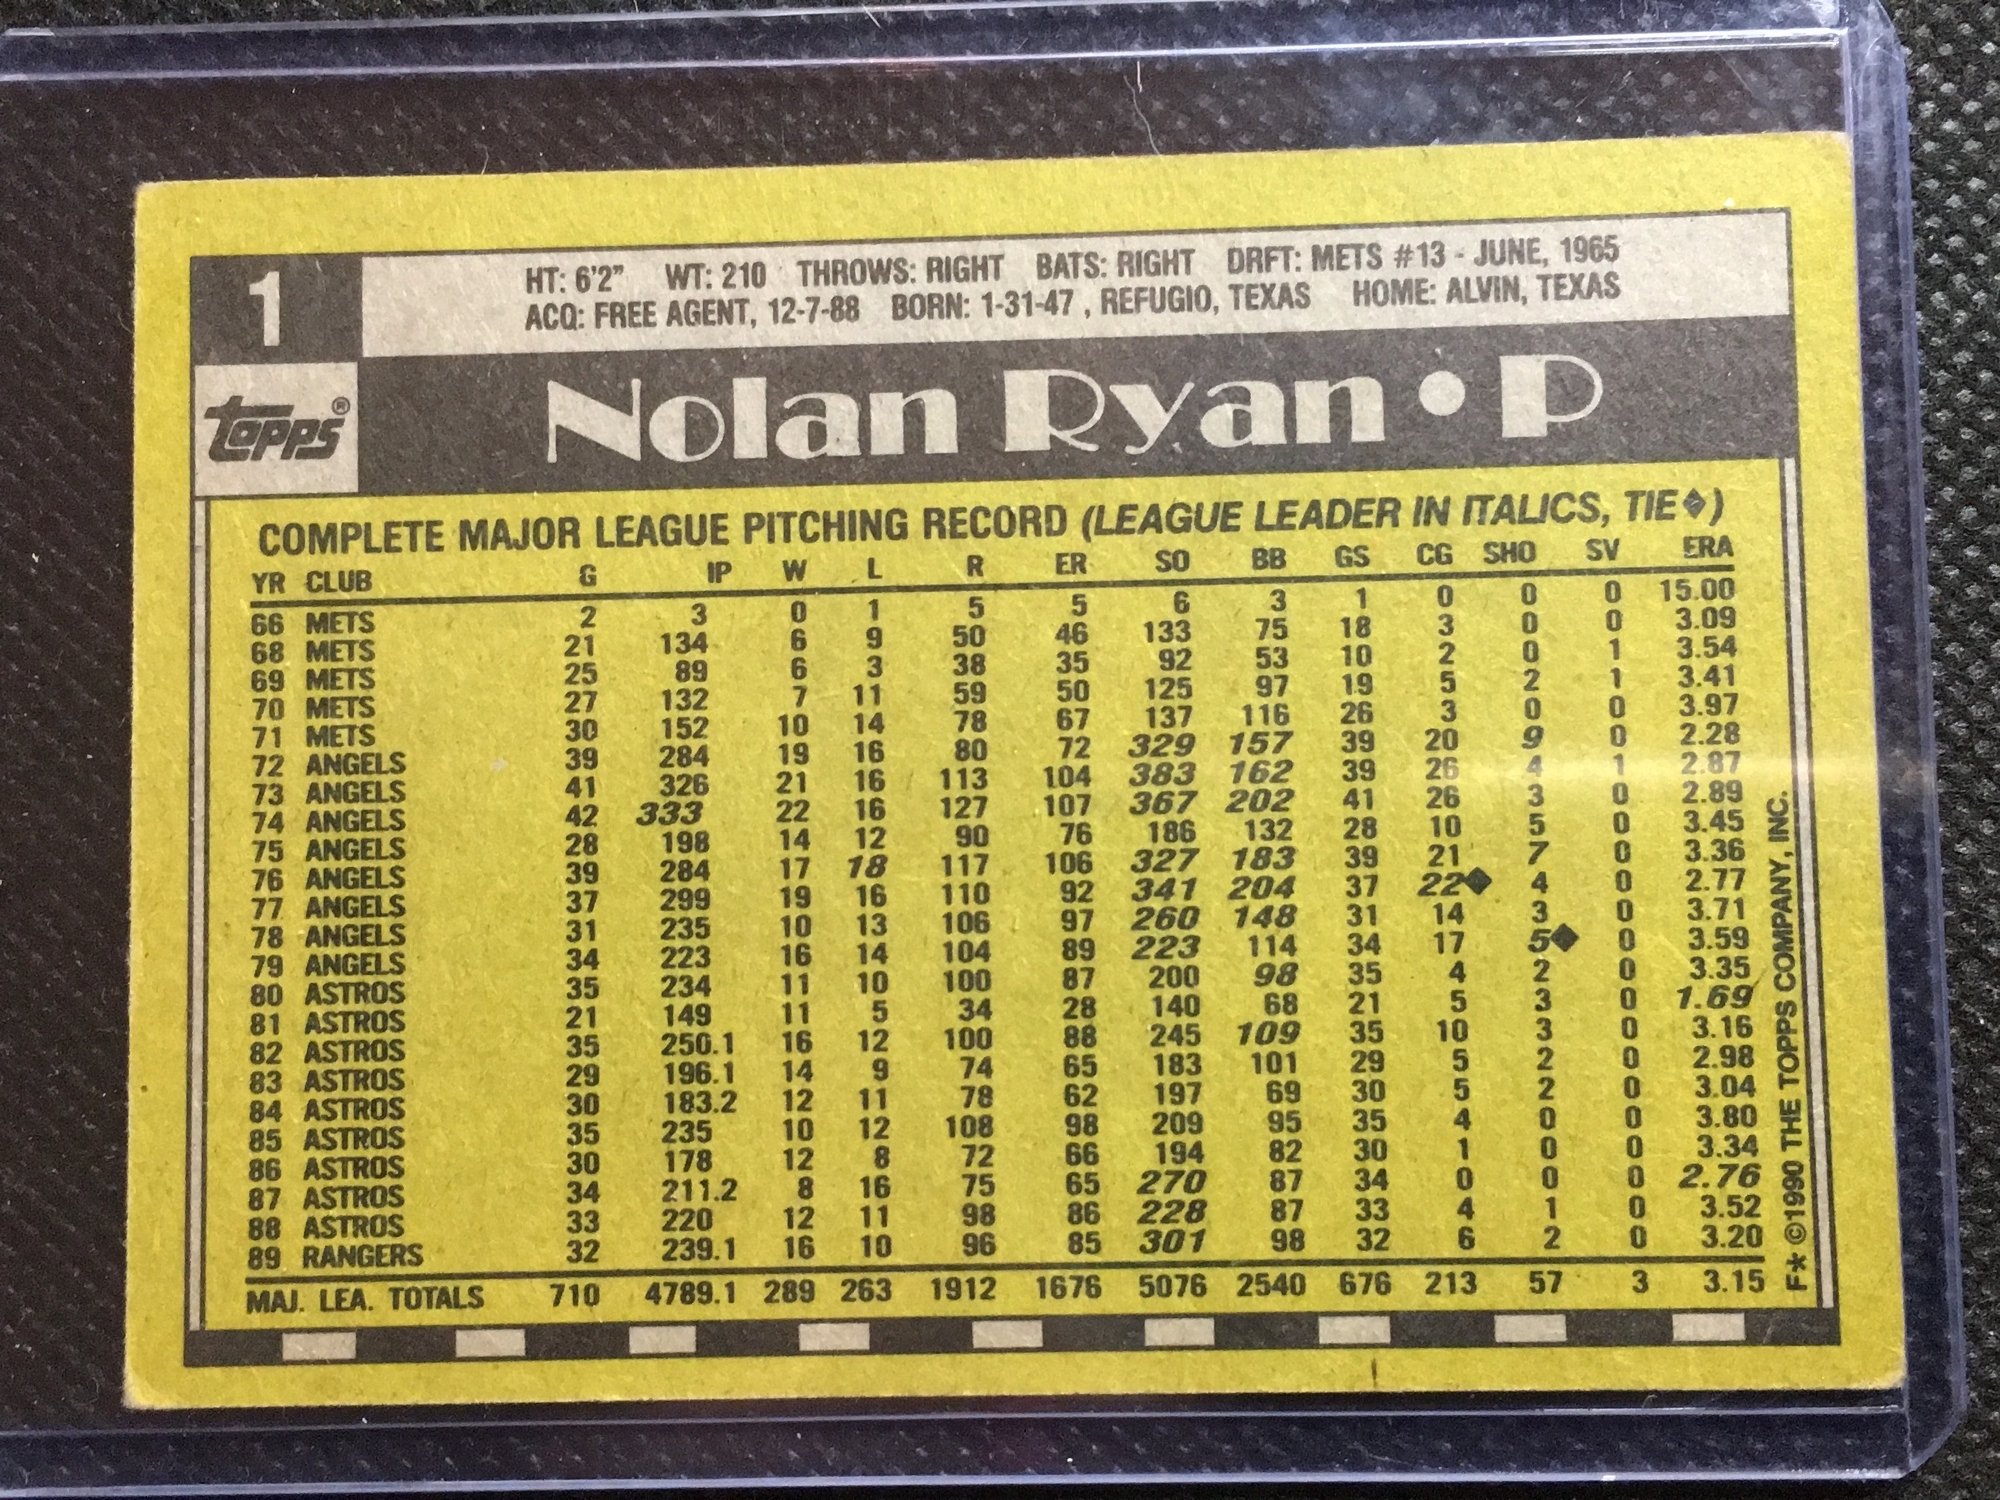 1
HT: 6'2" WT: 210 THROWS: RIGHT BATS: RIGHT DRFT: METS #13 - JUNE, 1965
ACQ: FREE AGENT, 12-7-88 BORN: 1-31-47 , REFUGIO, TEXAS HOME: ALVIN, TEXAS
topps®
Nolan Ryan • P
COMPLETE MAJOR LEAGUE PITCHING RECORD (LEAGUE LEADER IN ITALICS, TIE◆)
YR CLUB G IP W L R ER SO BB GS CG SHO SV ERA
66 METS 2 3 0 1 5 5 6 3 1 0 0 0 15.00
68 METS 21 134 6 9 50 46 133 75 18 3 0 0 3.09
69 METS 25 89 6 3 38 35 92 53 10 2 0 1 3.54
70 METS 27 132 7 11 59 50 125 97 19 5 2 1 3.41
71 METS 30 152 10 14 78 67 137 116 26 3 0 0 3.97
72 ANGELS 39 284 19 16 80 72 329 157 39 20 9 0 2.28
73 ANGELS 41 326 21 16 113 104 383 162 39 26 4 1 2.87
74 ANGELS 42 333 22 16 127 107 367 202 41 26 3 0 2.89
75 ANGELS 28 198 14 12 90 76 186 132 28 10 5 0 3.45
76 ANGELS 39 284 17 18 117 106 327 183 39 21 7 0 3.36
77 ANGELS 37 299 19 16 110 92 341 204 37 22◆ 4 0 2.77
78 ANGELS 31 235 10 13 106 97 260 148 31 14 3 0 3.71
79 ANGELS 34 223 16 14 104 89 223 114 34 17 5◆ 0 3.59
80 ASTROS 35 234 11 10 100 87 200 98 35 4 2 0 3.35
81 ASTROS 21 149 11 5 34 28 140 68 21 5 3 0 1.69
82 ASTROS 35 250.1 16 12 100 88 245 109 35 10 3 0 3.16
83 ASTROS 29 196.1 14 9 74 65 183 101 29 5 2 0 2.98
84 ASTROS 30 183.2 12 11 78 62 197 69 30 5 2 0 3.04
85 ASTROS 35 235 10 12 108 98 209 95 35 4 0 0 3.80
86 ASTROS 30 178 12 8 72 66 194 82 30 1 0 0 3.34
87 ASTROS 34 211.2 8 16 75 65 270 87 34 0 0 0 2.76
88 ASTROS 33 220 12 11 98 86 228 87 33 4 1 0 3.52
89 RANGERS 32 239.1 16 10 96 85 301 98 32 6 2 0 3.20
MAJ. LEA. TOTALS 710 4789.1 289 263 1912 1676 5076 2540 676 213 57 3 3.15
F* ©1990 THE TOPPS COMPANY, INC.